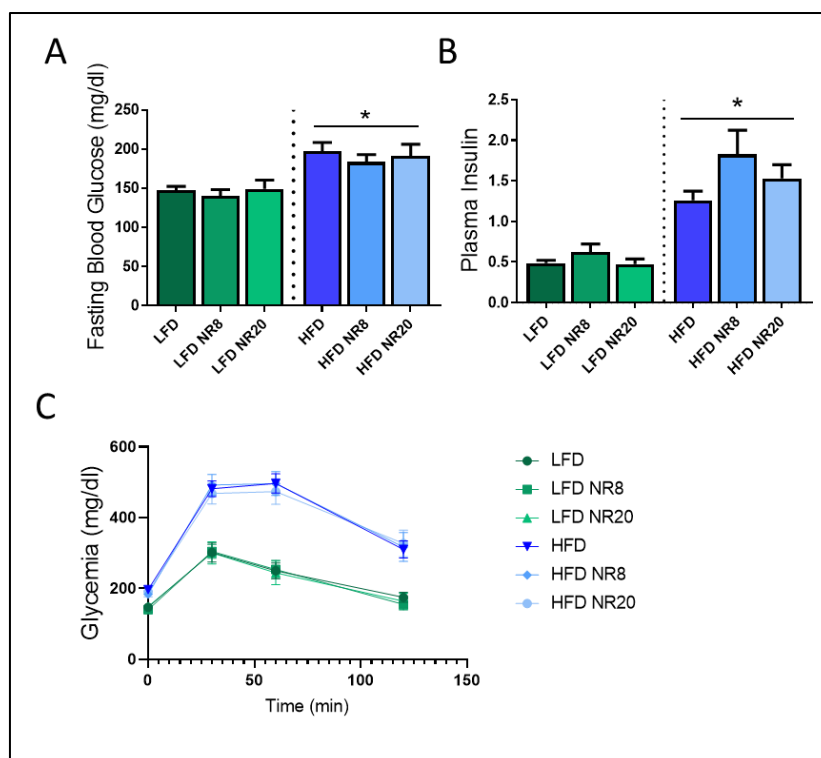 A
Fasting Blood Glucose (mg/dl)
250
200
150
100
50
0
*
LFD
LFD NR8
LFD NR20
HFD
HFD NR8
HFD NR20
B
Plasma Insulin
2.5
2.0
1.5
1.0
0.5
0.0
*
LFD
LFD NR8
LFD NR20
HFD
HFD NR8
HFD NR20
C
Glycemia (mg/dl)
600
400
200
0
0
50
100
150
Time (min)
LFD
LFD NR8
LFD NR20
HFD
HFD NR8
HFD NR20